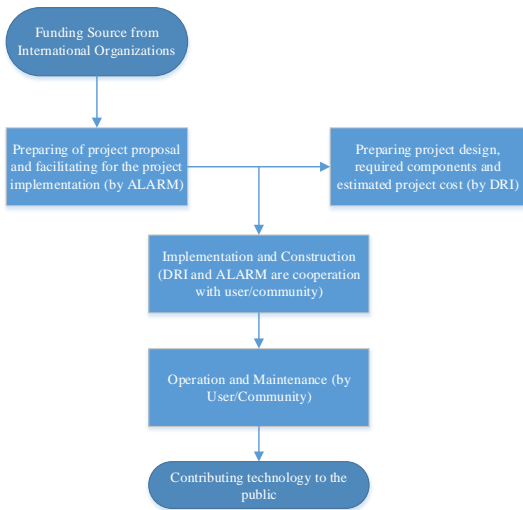 Funding Source from
International Organizations
Preparing of project proposal
and facilitating for the project
implementation (by ALARM)
Preparing project design,
required components and
estimated project cost (by DRI)
Implementation and Construction
(DRI and ALARM are cooperation
with user/community)
Operation and Maintenance (by
User/Community)
Contributing technology to the
public